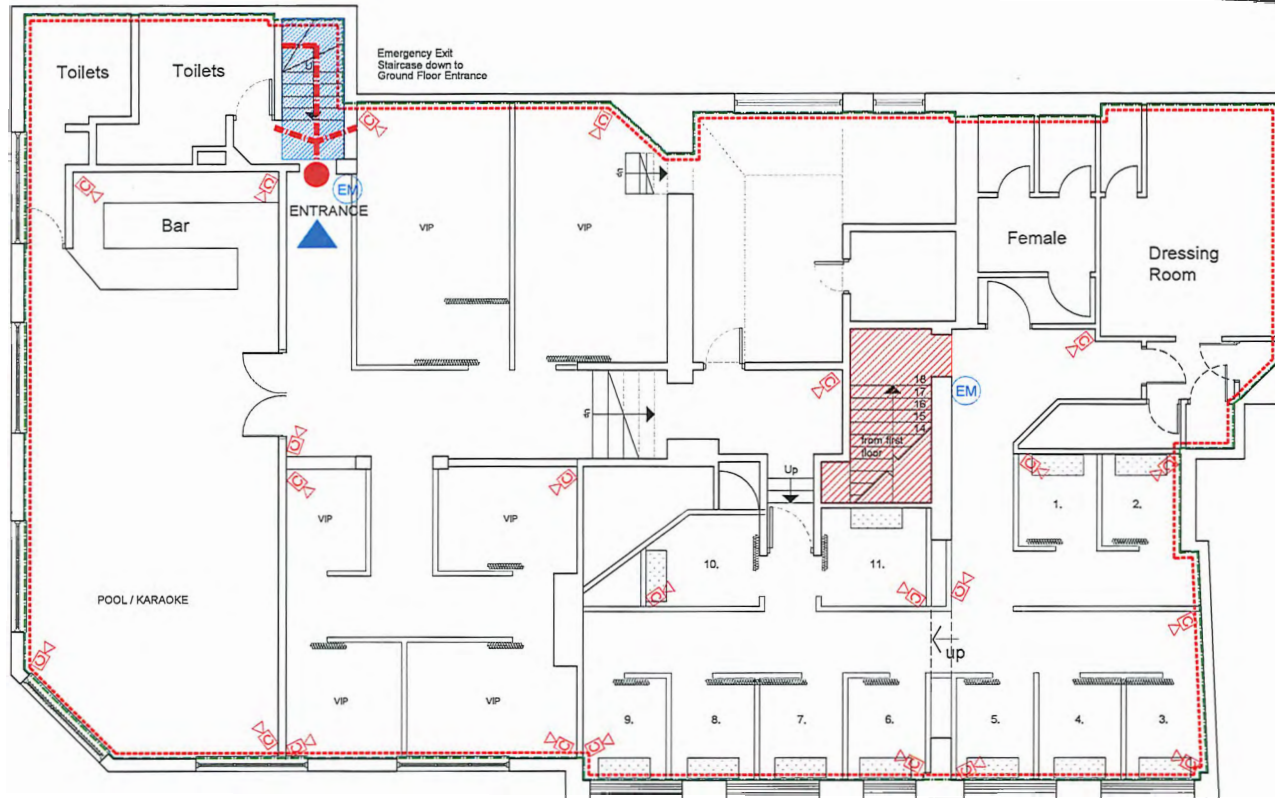 Emergency Exit
Staircase down to
Ground Floor Entrance
Toilets
Toilets
up
EM
ENTRANCE
Bar
VIP
VIP
Female
Dressing
Room
18
17
16
15
14
from first
floor
EM
up
Up
VIP
VIP
1.
2.
10.
11.
POOL / KARAOKE
up
VIP
VIP
9.
8.
7.
6.
5.
4.
3.